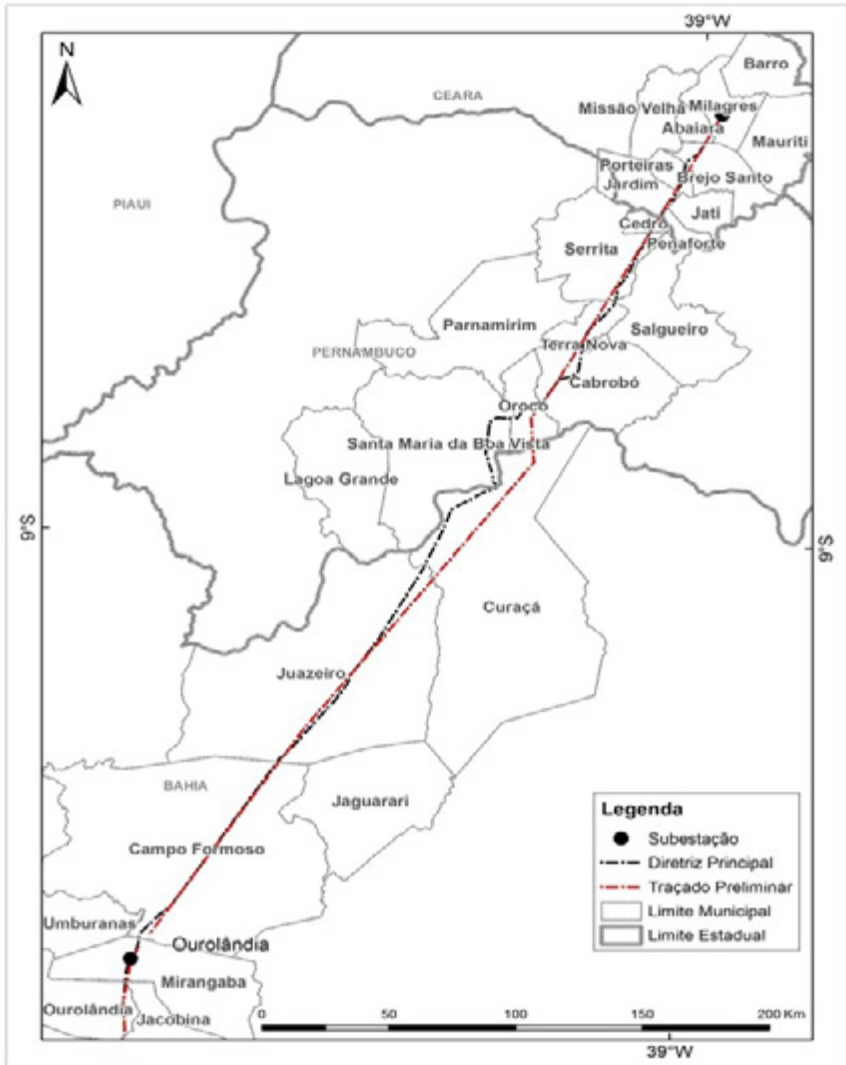 39°W
N
Barro
CEARA
Missão Velha
Milagres
Abaiara
Mauriti
Porteiras
Brejo Santo
Jardim
PIAUI
Jati
Cedro
Penaforte
Serrita
Parnamirim
Salgueiro
Terra Nova
PERNAMBUCO
Cabrobó
Orocó
Santa Maria da Boa Vista
Lagoa Grande
9°S
9°S
Curaçá
Juazeiro
BAHIA
Jaguarari
Campo Formoso
Umburanas
Ourolândia
Mirangaba
Ourolândia
Jacobina
Legenda
Subestação
Diretriz Principal
Traçado Preliminar
Limite Municipal
Limite Estadual
0 50 100 150 200 Km
39°W